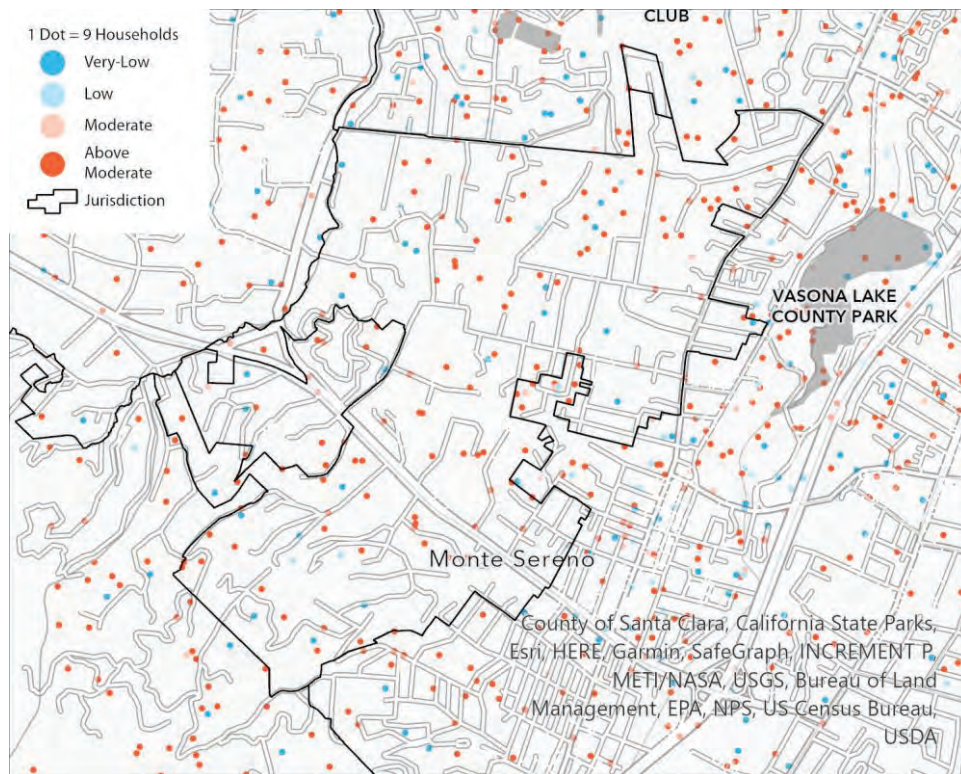 CLUB
1 Dot = 9 Households
Very-Low
Low
Moderate
Above
Moderate
Jurisdiction
VASONA LAKE
COUNTY PARK
Monte Sereno
County of Santa Clara, California State Parks,
Esri, HERE, Garmin, SafeGraph, INCREMENT P,
METI/NASA, USGS, Bureau of Land
Management, EPA, NPS, US Census Bureau,
USDA